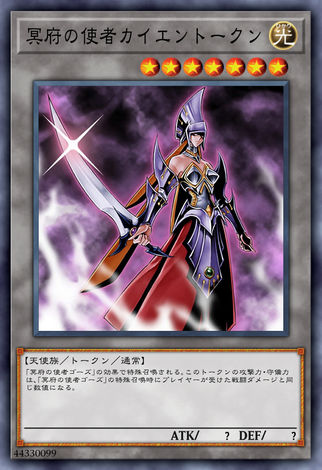 冥府の使者カイエントークン
光
【天使族／トークン／通常】
「冥府の使者ゴーズ」の効果で特殊召喚される。このトークンの攻撃力・守備力
は、「冥府の使者ゴーズ」の特殊召喚時にプレイヤーが受けた戦闘ダメージと同
じ数値になる。
ATK/ ? DEF/ ?
44330099